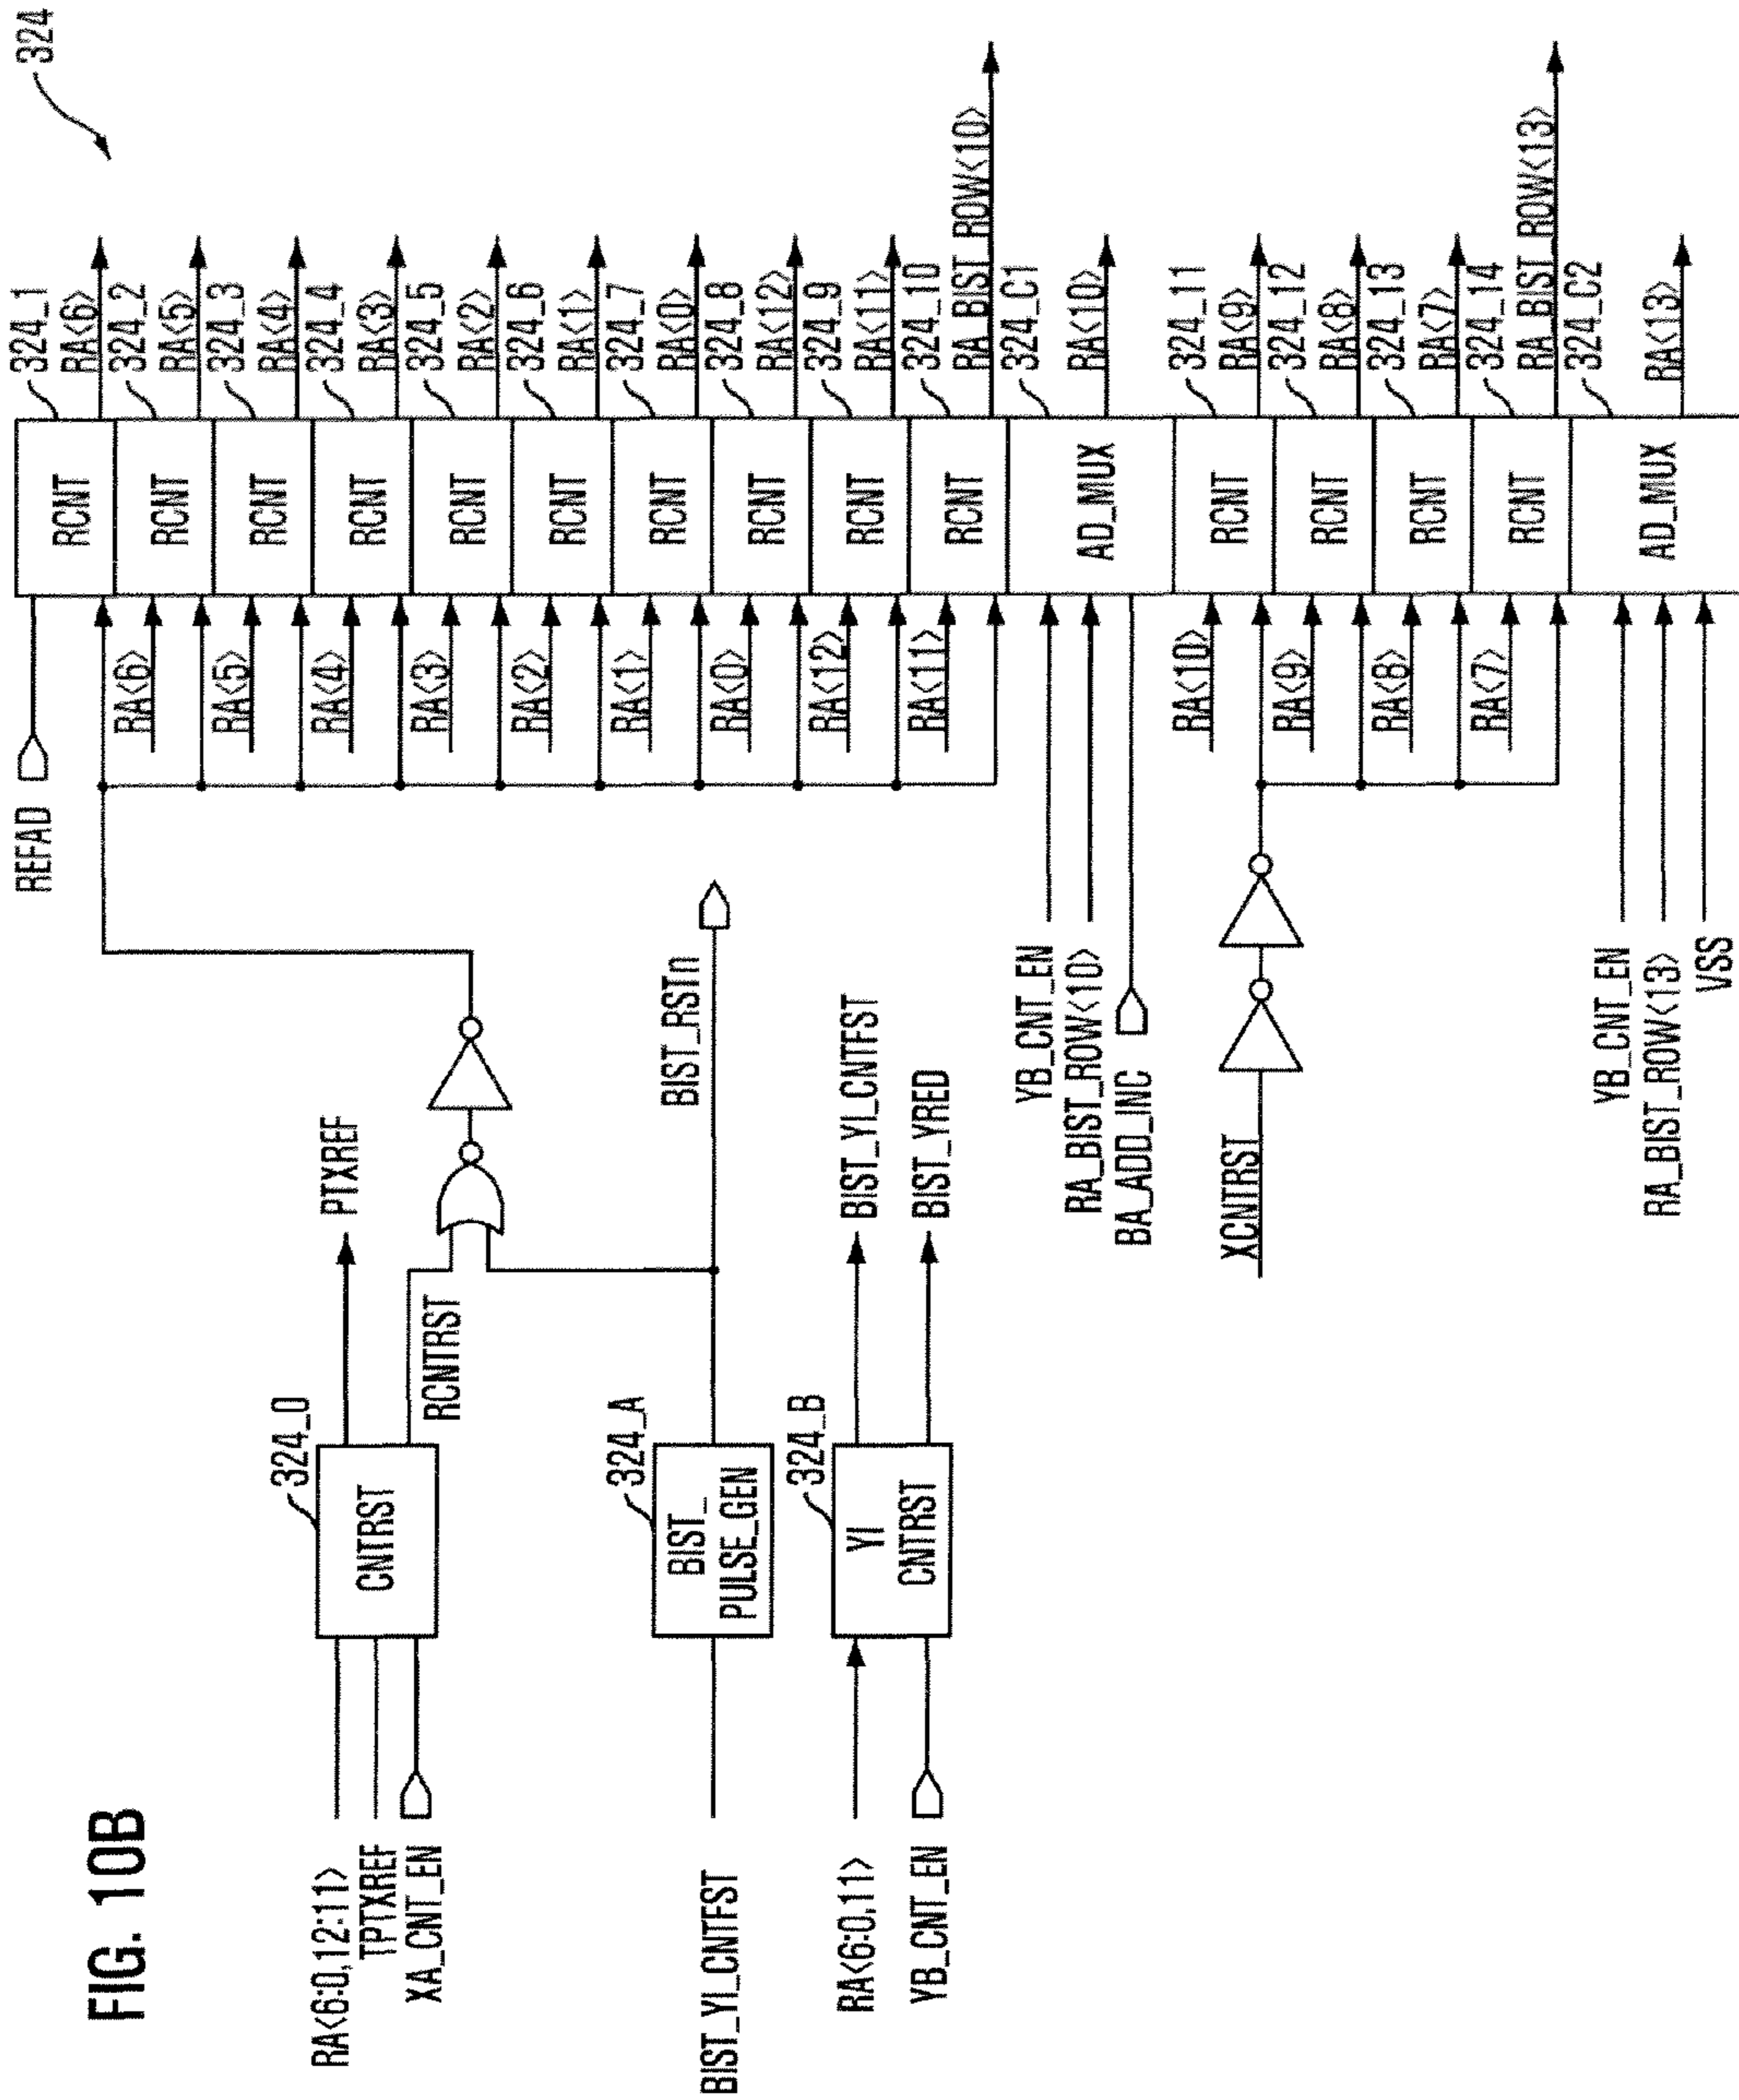 FIG. 10B
324
REFAD
RCNT
324_1
RA<6>
RA<6>
RCNT
324_2
RA<5>
RA<5>
RCNT
324_3
RA<4>
RA<4>
RCNT
324_4
RA<3>
RA<3>
RCNT
324_5
RA<2>
RA<2>
RCNT
324_6
RA<1>
RA<1>
RCNT
324_7
RA<0>
RA<0>
RCNT
324_8
RA<12>
RA<12>
RCNT
324_9
RA<11>
RA<11>
RCNT
324_10
RA_BIST_ROW<10>
YB_CNT_EN
RA_BIST_ROW<10>
BA_ADD_INC
AD_MUX
324_C1
RA<10>
RA<10>
RCNT
324_11
RA<9>
XCNTRST
RA<9>
RCNT
324_12
RA<8>
RA<8>
RCNT
324_13
RA<7>
RA<7>
RCNT
324_14
RA_BIST_ROW<13>
YB_CNT_EN
RA_BIST_ROW<13>
VSS
AD_MUX
324_C2
RA<13>
RA<6:0,12:11>
TPTXREF
XA_CNT_EN
CNTRST
324_0
PTXREF
RCNTRST
BIST_YI_CNTFST
BIST_
PULSE_GEN
324_A
BIST_RSTn
RA<6:0,11>
YB_CNT_EN
YI
CNTRST
324_B
BIST_YI_CNTFST
BIST_YRED